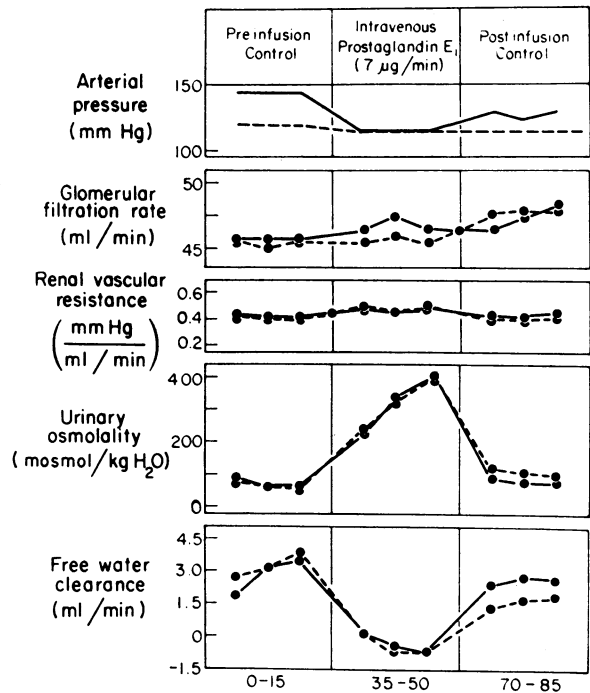 Preinfusion
Control
Intravenous
Prostaglandin E1
(7 μg/min)
Postinfusion
Control
Arterial
pressure
(mm Hg)
150
100
Glomerular
filtration rate
(ml/min)
50
45
Renal vascular
resistance
(mm Hg
ml/min)
0.6
0.4
0.2
Urinary
osmolality
(mosmol/kg H2O)
400
200
0
Free water
clearance
(ml/min)
4.5
3.0
1.5
0
-1.5
0-15
35-50
70-85